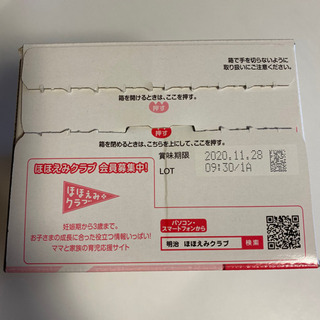 箱で手を切らないように
取り扱いにご注意ください。
箱を開けるときは、ここを押す。
押す
押す
箱を閉めるときは、こちらを上にして、ここを押す。
賞味期限 2020.11.28
LOT 09:30/1A
ほほえみクラブ 会員募集中!
ほほえみ
クラブ
妊娠期から3歳まで。
お子さまの成長に合った役立つ情報いっぱい!
ママと家族の育児応援サイト
パソコン・
スマートフォンから
明治 ほほえみクラブ 検索